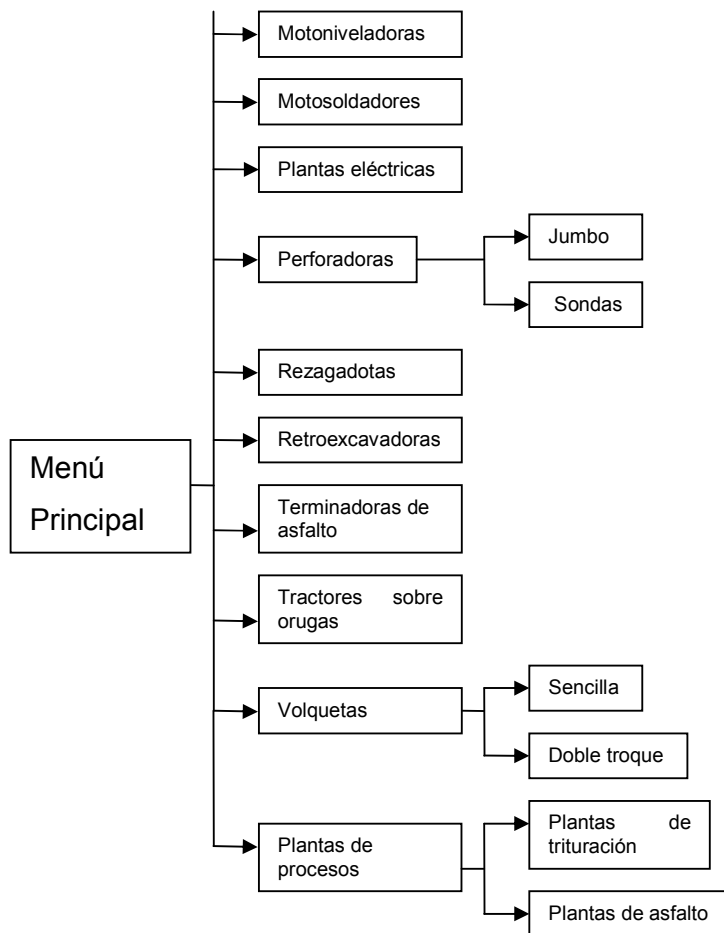 Motoniveladoras
Motosoldadores
Plantas eléctricas
Perforadoras
Jumbo
Sondas
Rezagadotas
Retroexcavadoras
Menú
Principal
Terminadoras de
asfalto
Tractores sobre
orugas
Volquetas
Sencilla
Doble troque
Plantas de
procesos
Plantas de
trituración
Plantas de asfalto